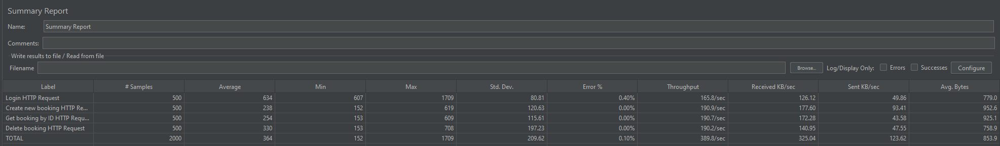 Summary Report
Name: Summary Report
Comments:
Write results to file / Read from file
Filename Browse... Log/Display Only: Errors Successes Configure
Label # Samples Average Min Max Std. Dev. Error % Throughput Received KB/sec Sent KB/sec Avg. Bytes
Login HTTP Request 500 634 607 1709 80.81 0.40% 165.8/sec 126.12 49.86 779.0
Create new booking HTTP Re... 500 238 152 619 120.63 0.00% 190.9/sec 177.60 93.41 952.6
Get booking by ID HTTP Requ... 500 254 153 609 115.61 0.00% 190.7/sec 172.28 43.58 925.1
Delete booking HTTP Request 500 330 153 708 197.23 0.00% 190.2/sec 140.95 47.55 758.9
TOTAL 2000 364 152 1709 209.62 0.10% 389.8/sec 325.04 123.62 853.9